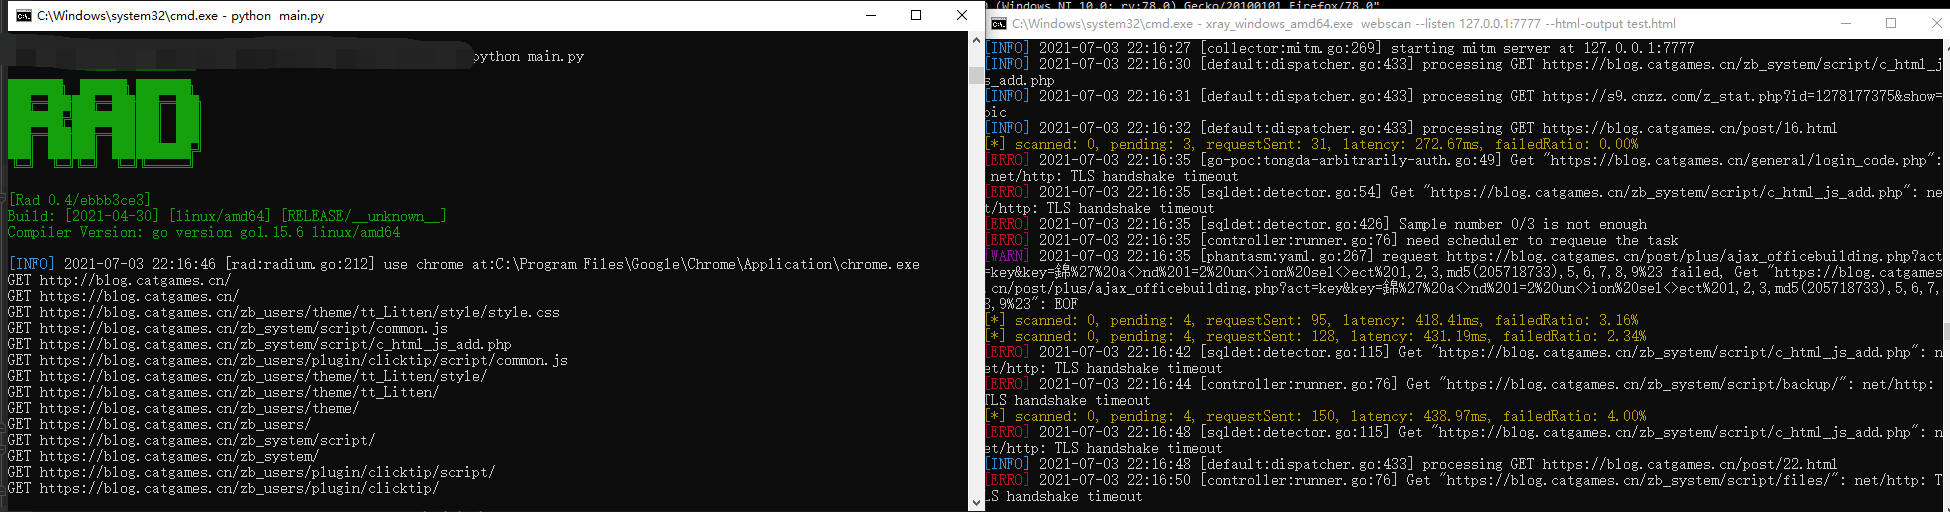 (Windows NT 10.0; rv:78.0) Gecko/20100101 Firefox/78.0"
C:\Windows\system32\cmd.exe - python  main.py
python main.py
RAD
[Rad 0.4/ebbb3ce3]
Build: [2021-04-30] [linux/amd64] [RELEASE/__unknown__]
Compiler Version: go version go1.15.6 linux/amd64
[INFO] 2021-07-03 22:16:46 [rad:radium.go:212] use chrome at:C:\Program Files\Google\Chrome\Application\chrome.exe
GET http://blog.catgames.cn/
GET https://blog.catgames.cn/
GET https://blog.catgames.cn/zb_users/theme/tt_Litten/style/style.css
GET https://blog.catgames.cn/zb_system/script/common.js
GET https://blog.catgames.cn/zb_system/script/c_html_js_add.php
GET https://blog.catgames.cn/zb_users/plugin/clicktip/script/common.js
GET https://blog.catgames.cn/zb_users/theme/tt_Litten/style/
GET https://blog.catgames.cn/zb_users/theme/tt_Litten/
GET https://blog.catgames.cn/zb_users/theme/
GET https://blog.catgames.cn/zb_users/
GET https://blog.catgames.cn/zb_system/script/
GET https://blog.catgames.cn/zb_system/
GET https://blog.catgames.cn/zb_users/plugin/clicktip/script/
GET https://blog.catgames.cn/zb_users/plugin/clicktip/
C:\Windows\system32\cmd.exe - xray_windows_amd64.exe  webscan --listen 127.0.0.1:7777 --html-output test.html
[INFO] 2021-07-03 22:16:27 [collector:mitm.go:269] starting mitm server at 127.0.0.1:7777
[INFO] 2021-07-03 22:16:30 [default:dispatcher.go:433] processing GET https://blog.catgames.cn/zb_system/script/c_html_j
s_add.php
[INFO] 2021-07-03 22:16:31 [default:dispatcher.go:433] processing GET https://s9.cnzz.com/z_stat.php?id=1278177375&show=
pic
[INFO] 2021-07-03 22:16:32 [default:dispatcher.go:433] processing GET https://blog.catgames.cn/post/16.html
[*] scanned: 0, pending: 3, requestSent: 31, latency: 272.67ms, failedRatio: 0.00%
[ERRO] 2021-07-03 22:16:35 [go-poc:tongda-arbitrarily-auth.go:49] Get "https://blog.catgames.cn/general/login_code.php":
net/http: TLS handshake timeout
[ERRO] 2021-07-03 22:16:35 [sqldet:detector.go:54] Get "https://blog.catgames.cn/zb_system/script/c_html_js_add.php": ne
t/http: TLS handshake timeout
[ERRO] 2021-07-03 22:16:35 [sqldet:detector.go:426] Sample number 0/3 is not enough
[ERRO] 2021-07-03 22:16:35 [controller:runner.go:76] need scheduler to requeue the task
[WARN] 2021-07-03 22:16:35 [phantasm:yaml.go:267] request https://blog.catgames.cn/post/plus/ajax_officebuilding.php?act
=key&key=錦%27%20a<>nd%201=2%20un<>ion%20sel<>ect%201,2,3,md5(205718733),5,6,7,8,9%23 failed, Get "https://blog.catgames
.cn/post/plus/ajax_officebuilding.php?act=key&key=錦%27%20a<>nd%201=2%20un<>ion%20sel<>ect%201,2,3,md5(205718733),5,6,7,
8,9%23": EOF
[*] scanned: 0, pending: 4, requestSent: 95, latency: 418.41ms, failedRatio: 3.16%
[*] scanned: 0, pending: 4, requestSent: 128, latency: 431.19ms, failedRatio: 2.34%
[ERRO] 2021-07-03 22:16:42 [sqldet:detector.go:115] Get "https://blog.catgames.cn/zb_system/script/c_html_js_add.php": n
et/http: TLS handshake timeout
[ERRO] 2021-07-03 22:16:44 [controller:runner.go:76] Get "https://blog.catgames.cn/zb_system/script/backup/": net/http:
TLS handshake timeout
[*] scanned: 0, pending: 4, requestSent: 150, latency: 438.97ms, failedRatio: 4.00%
[ERRO] 2021-07-03 22:16:48 [sqldet:detector.go:115] Get "https://blog.catgames.cn/zb_system/script/c_html_js_add.php": n
et/http: TLS handshake timeout
[INFO] 2021-07-03 22:16:48 [default:dispatcher.go:433] processing GET https://blog.catgames.cn/post/22.html
[ERRO] 2021-07-03 22:16:50 [controller:runner.go:76] Get "https://blog.catgames.cn/zb_system/script/files/": net/http: T
LS handshake timeout